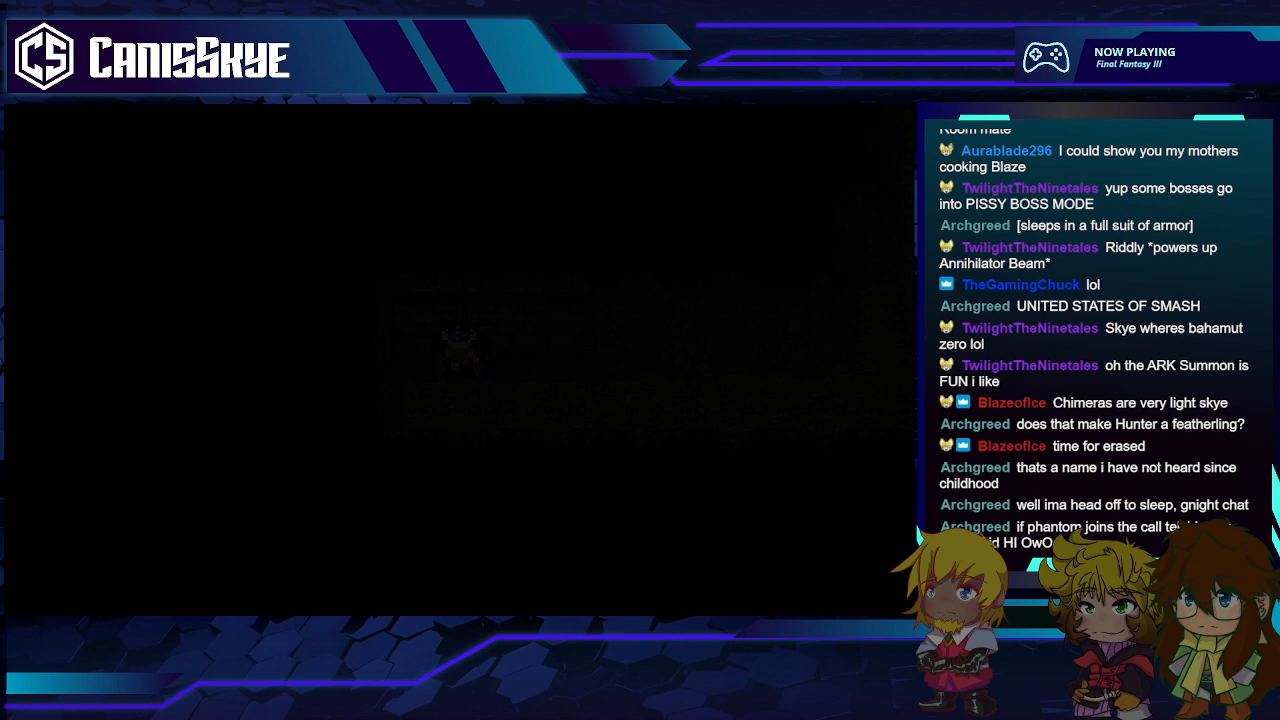 CS CANISSKYE
NOW PLAYING
Final Fantasy III
Room mate
Aurablade296 I could show you my mothers
cooking Blaze
TwilightTheNinetales yup some bosses go
into PISSY BOSS MODE
Archgreed [sleeps in a full suit of armor]
TwilightTheNinetales Riddly *powers up
Annihilator Beam*
TheGamingChuck lol
Archgreed UNITED STATES OF SMASH
TwilightTheNinetales Skye wheres bahamut
zero lol
TwilightTheNinetales oh the ARK Summon is
FUN i like
BlazeofIce Chimeras are very light skye
Archgreed does that make Hunter a featherling?
BlazeofIce time for erased
Archgreed thats a name i have not heard since
childhood
Archgreed well ima head off to sleep, gnight chat
Archgreed if phantom joins the call
HI OwO